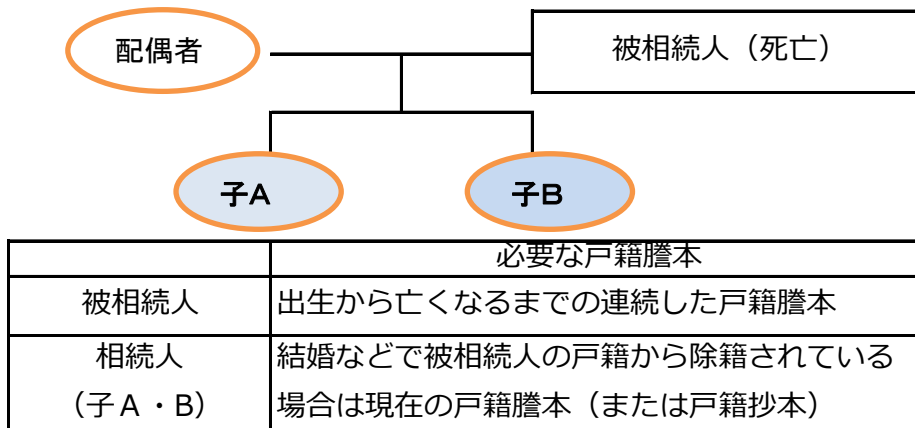 配偶者
被相続人（死亡）
子A
子B
必要な戸籍謄本
被相続人
出生から亡くなるまでの連続した戸籍謄本
相続人
（子Ａ・B）
結婚などで被相続人の戸籍から除籍されている
場合は現在の戸籍謄本（または戸籍抄本）